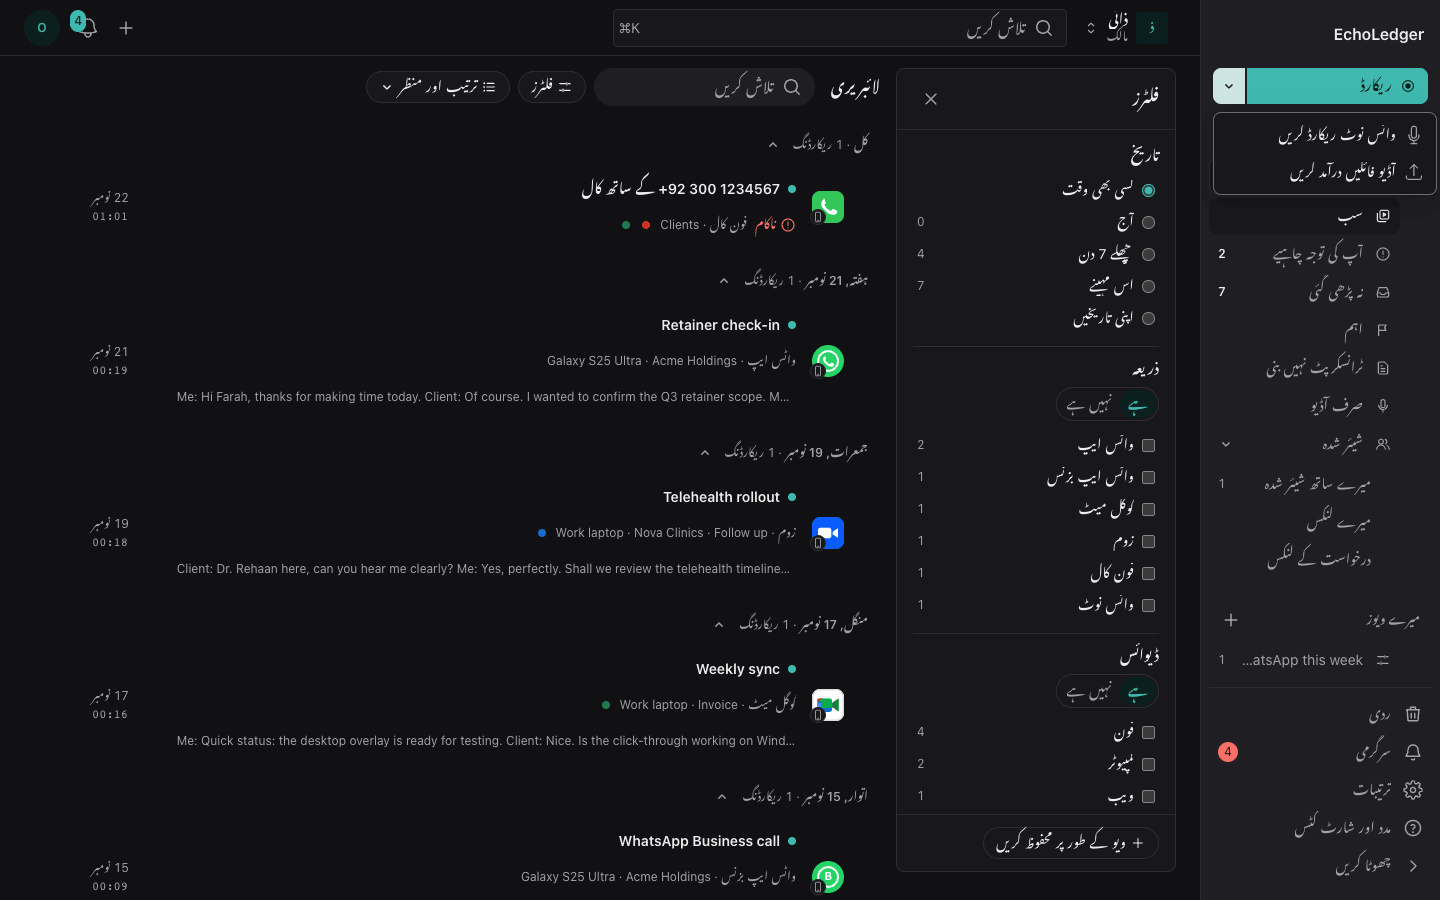 EchoLedger
ریکارڈ
وائس نوٹ ریکارڈ کریں
آڈیو فائلیں درآمد کریں
سب
آپ کی توجہ چاہیے 2
نہ پڑھی گئی 7
اہم
ٹرانسکرپٹ نہیں بنی
صرف آڈیو
شیئر شدہ
میرے ساتھ شیئر شدہ 1
میرے لنکس
درخواست کے لنکس
میرے ویوز
...atsApp this week 1
ردی
سرگرمی 4
ترتیبات
مدد اور شارٹ کٹس
چھوٹا کریں
ذ
ذاتی
مالک
تلاش کریں ⌘K
4
O
فلٹرز
تاریخ
کسی بھی وقت
آج 0
پچھلے 7 دن 4
اس مہینے 7
اپنی تاریخیں
ذریعہ
ہے نہیں ہے
واٹس ایپ 2
واٹس ایپ بزنس 1
گوگل میٹ 1
زوم 1
فون کال 1
وائس نوٹ 1
ڈیوائس
ہے نہیں ہے
فون 4
کمپیوٹر 2
ویب 1
ویو کے طور پر محفوظ کریں
لائبریری
تلاش کریں
فلٹرز
ترتیب اور منظر
کل · 1 ریکارڈنگ
+92 300 1234567 کے ساتھ کال
ناکام فون کال · Clients
22 نومبر
01:01
ہفتہ, 21 نومبر · 1 ریکارڈنگ
Retainer check-in
واٹس ایپ · Galaxy S25 Ultra · Acme Holdings
Me: Hi Farah, thanks for making time today. Client: Of course. I wanted to confirm the Q3 retainer scope. M...
21 نومبر
00:19
جمعرات, 19 نومبر · 1 ریکارڈنگ
Telehealth rollout
زوم · Work laptop · Nova Clinics · Follow up
Client: Dr. Rehaan here, can you hear me clearly? Me: Yes, perfectly. Shall we review the telehealth timeline...
19 نومبر
00:18
منگل, 17 نومبر · 1 ریکارڈنگ
Weekly sync
گوگل میٹ · Work laptop · Invoice
Me: Quick status: the desktop overlay is ready for testing. Client: Nice. Is the click-through working on Wind...
17 نومبر
00:16
اتوار, 15 نومبر · 1 ریکارڈنگ
WhatsApp Business call
واٹس ایپ بزنس · Galaxy S25 Ultra · Acme Holdings
15 نومبر
00:09